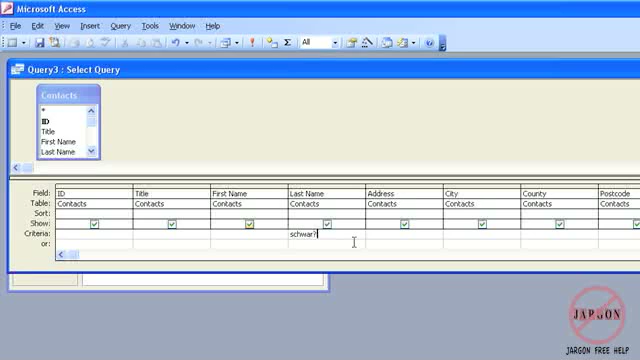 Microsoft Access
File Edit View Insert Query Tools Window Help
All
Query3 : Select Query
Contacts
*
ID
Title
First Name
Last Name
Field: ID Title First Name Last Name Address City County Postcode
Table: Contacts Contacts Contacts Contacts Contacts Contacts Contacts Contacts
Sort:
Show:
Criteria: schwar?
or:
JARGON
JARGON FREE HELP